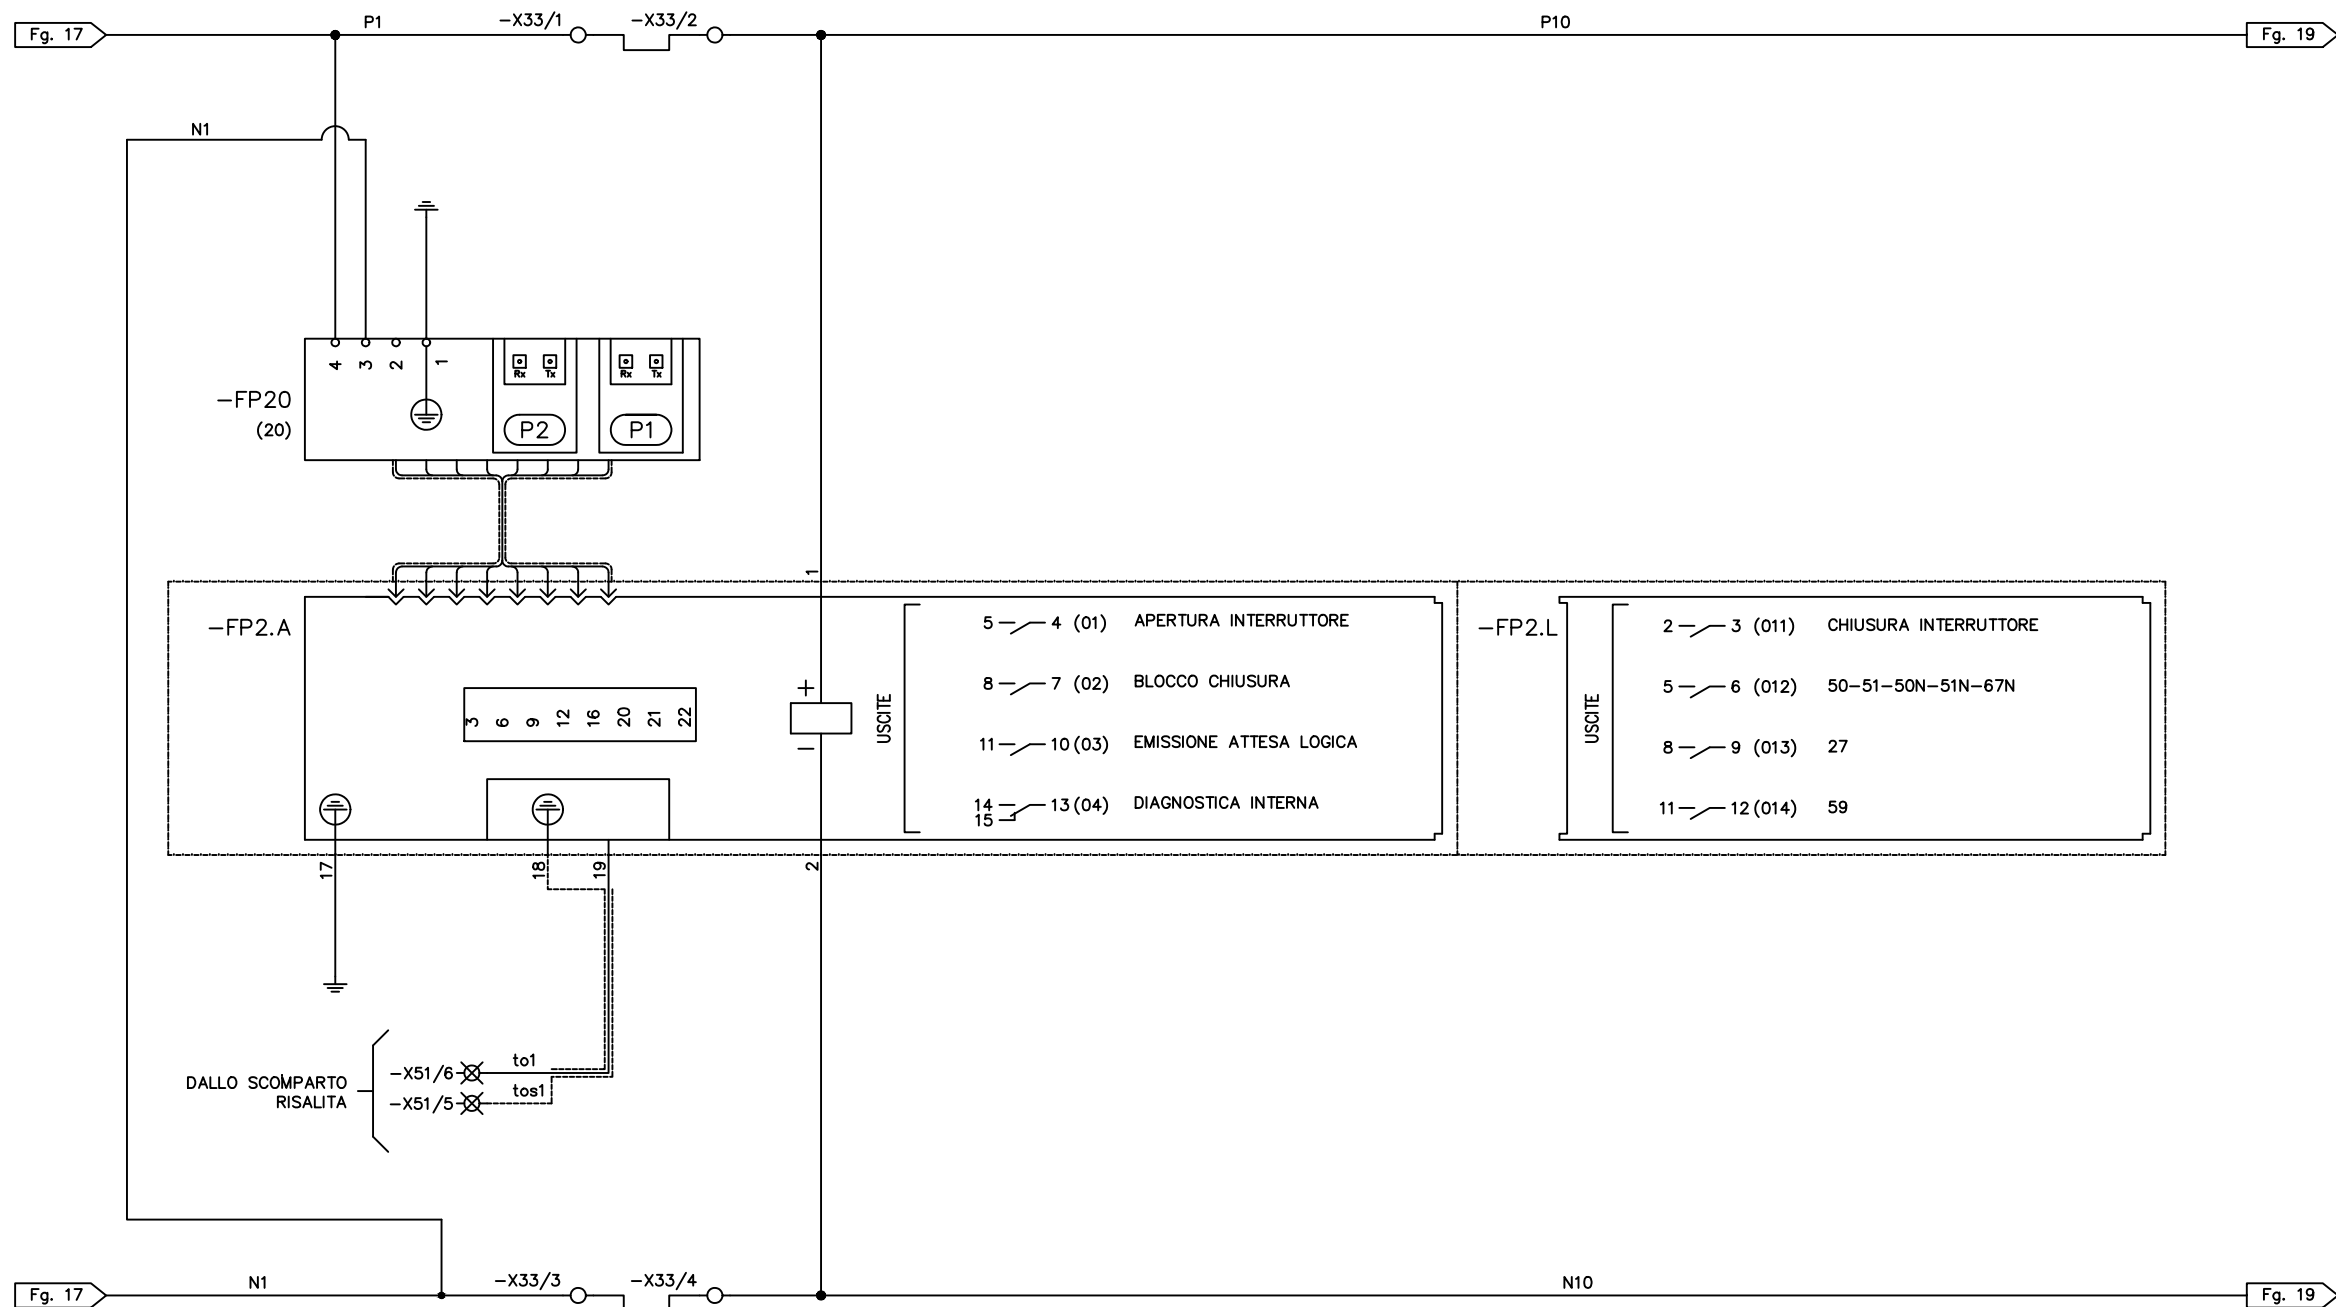 Fg. 17
P1
-X33/1
-X33/2
P10
Fg. 19
N1
4
3
2
1
Rx
Tx
Rx
Tx
-FP20
(20)
P2
P1
1
-FP2.A
3
6
9
12
16
20
21
22
+
-
USCITE
5 4 (01) APERTURA INTERRUTTORE
8 7 (02) BLOCCO CHIUSURA
11 10 (03) EMISSIONE ATTESA LOGICA
14 13 (04) DIAGNOSTICA INTERNA
15
-FP2.L
USCITE
2 3 (011) CHIUSURA INTERRUTTORE
5 6 (012) 50-51-50N-51N-67N
8 9 (013) 27
11 12 (014) 59
17
18
19
2
DALLO SCOMPARTO
RISALITA
-X51/6
to1
-X51/5
tos1
Fg. 17
N1
-X33/3
-X33/4
N10
Fg. 19